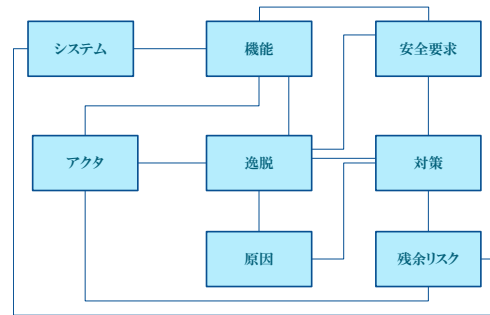 システム
機能
安全要求
アクタ
逸脱
対策
原因
残余リスク